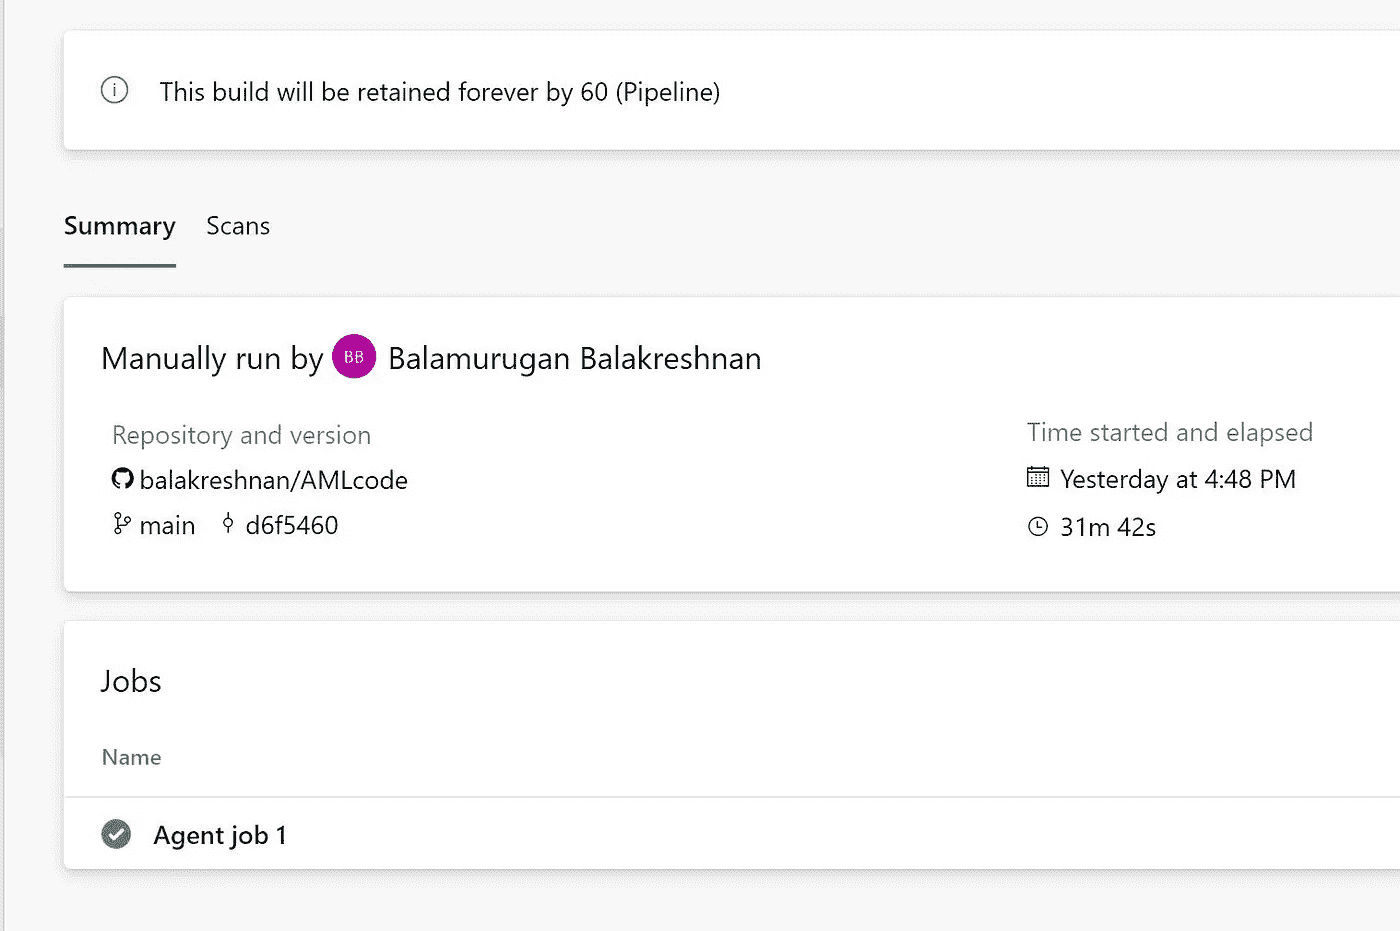 This build will be retained forever by 60 (Pipeline)
Summary Scans
Manually run by BB Balamurugan Balakreshnan
Repository and version
balakreshnan/AMLcode
main d6f5460
Time started and elapsed
Yesterday at 4:48 PM
31m 42s
Jobs
Name
Agent job 1